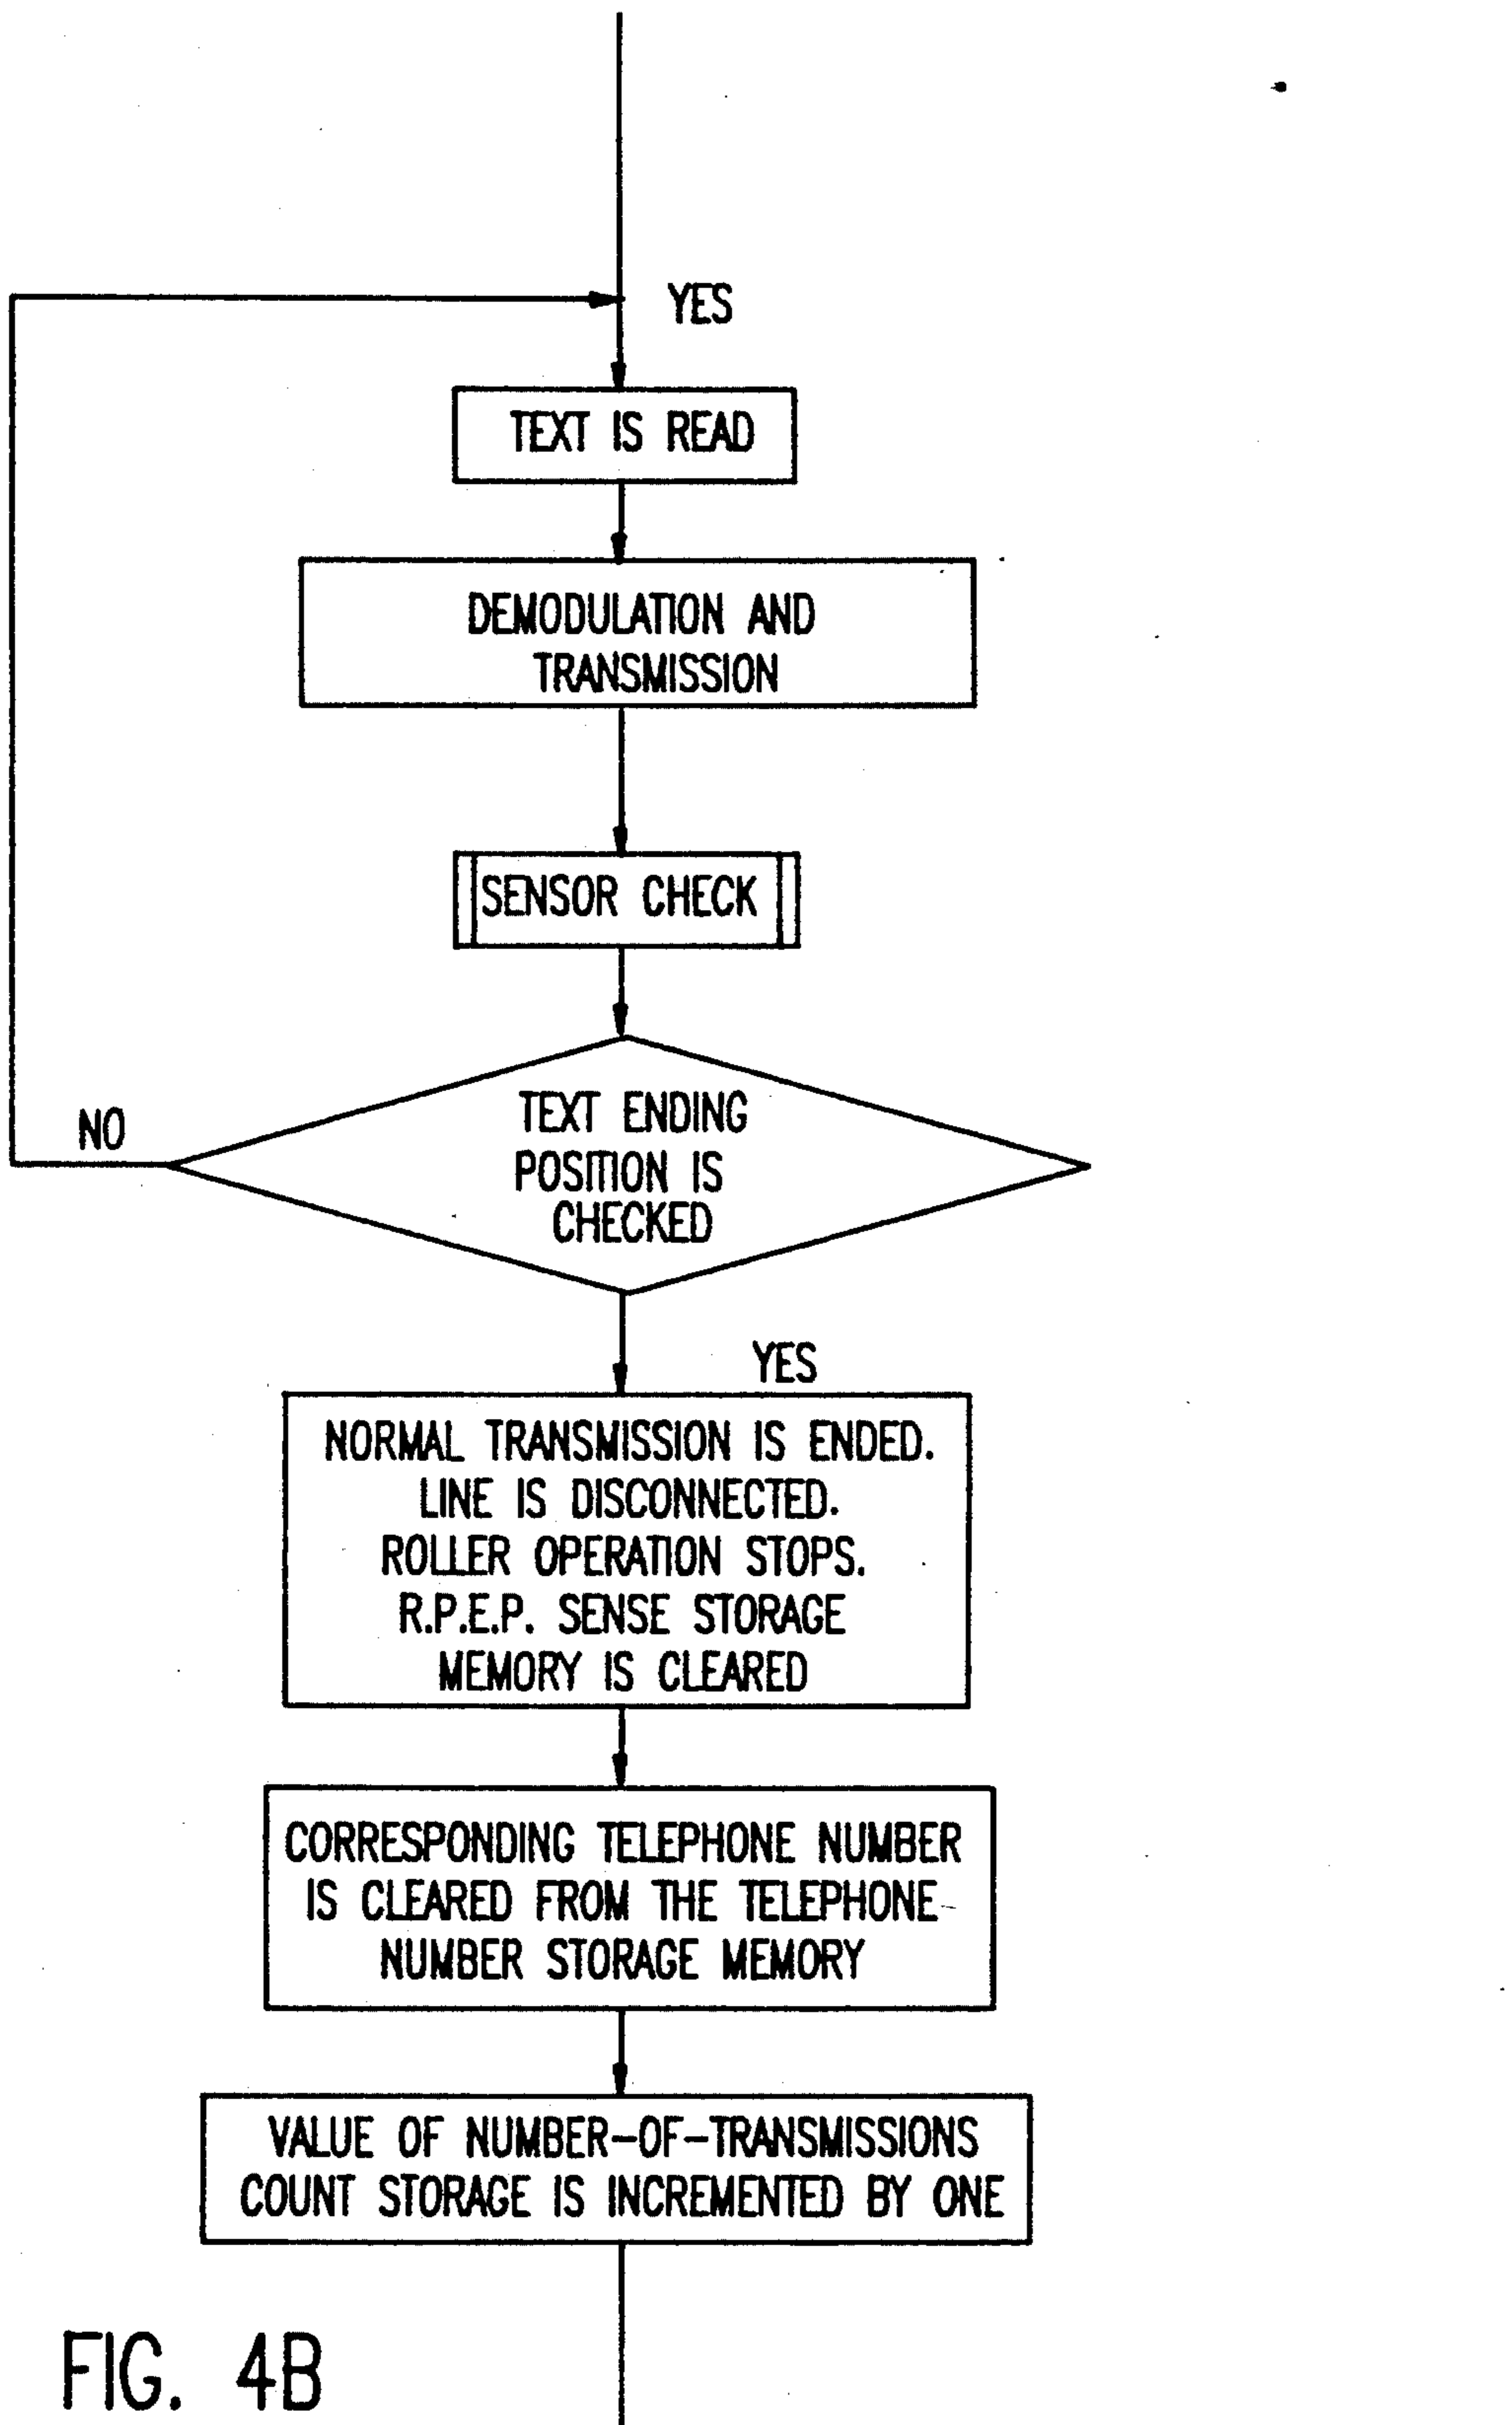 YES
TEXT IS READ
DEMODULATION AND
TRANSMISSION
SENSOR CHECK
TEXT ENDING
POSITION IS
CHECKED
NO
YES
NORMAL TRANSMISSION IS ENDED.
LINE IS DISCONNECTED.
ROLLER OPERATION STOPS.
R.P.E.P. SENSE STORAGE
MEMORY IS CLEARED
CORRESPONDING TELEPHONE NUMBER
IS CLEARED FROM THE TELEPHONE
NUMBER STORAGE MEMORY
VALUE OF NUMBER-OF-TRANSMISSIONS
COUNT STORAGE IS INCREMENTED BY ONE
FIG. 4B